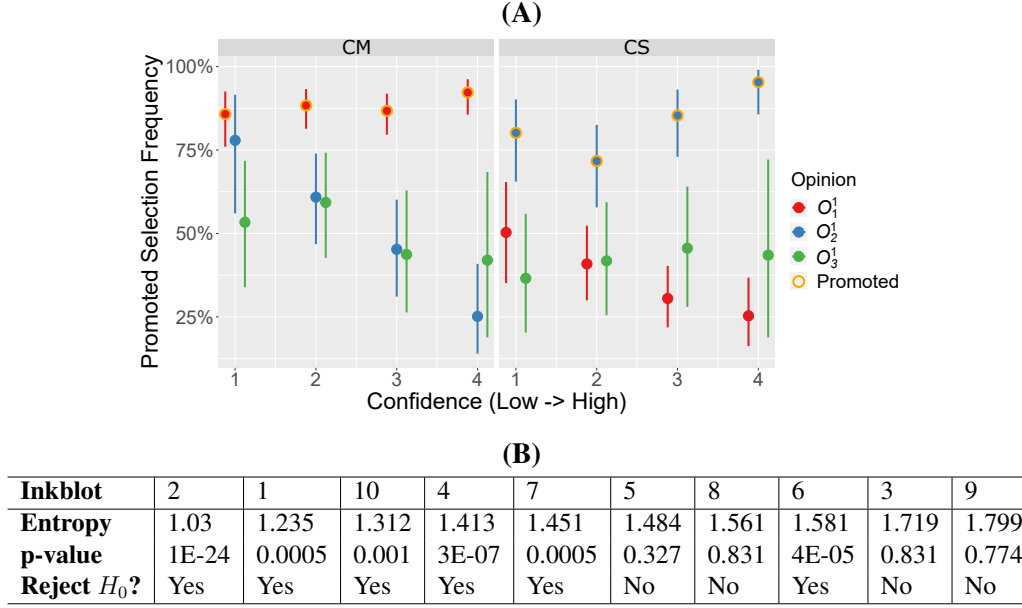 (A)
CM
CS
Promoted Selection Frequency
100%
75%
50%
25%
1 2 3 4
1 2 3 4
Confidence (Low -> High)
Opinion
O¹₁
O¹₂
O¹₃
Promoted
(B)
Inkblot 2 1 10 4 7 5 8 6 3 9
Entropy 1.03 1.235 1.312 1.413 1.451 1.484 1.561 1.581 1.719 1.799
p-value 1E-24 0.0005 0.001 3E-07 0.0005 0.327 0.831 4E-05 0.831 0.774
Reject H₀? Yes Yes Yes Yes Yes No No Yes No No